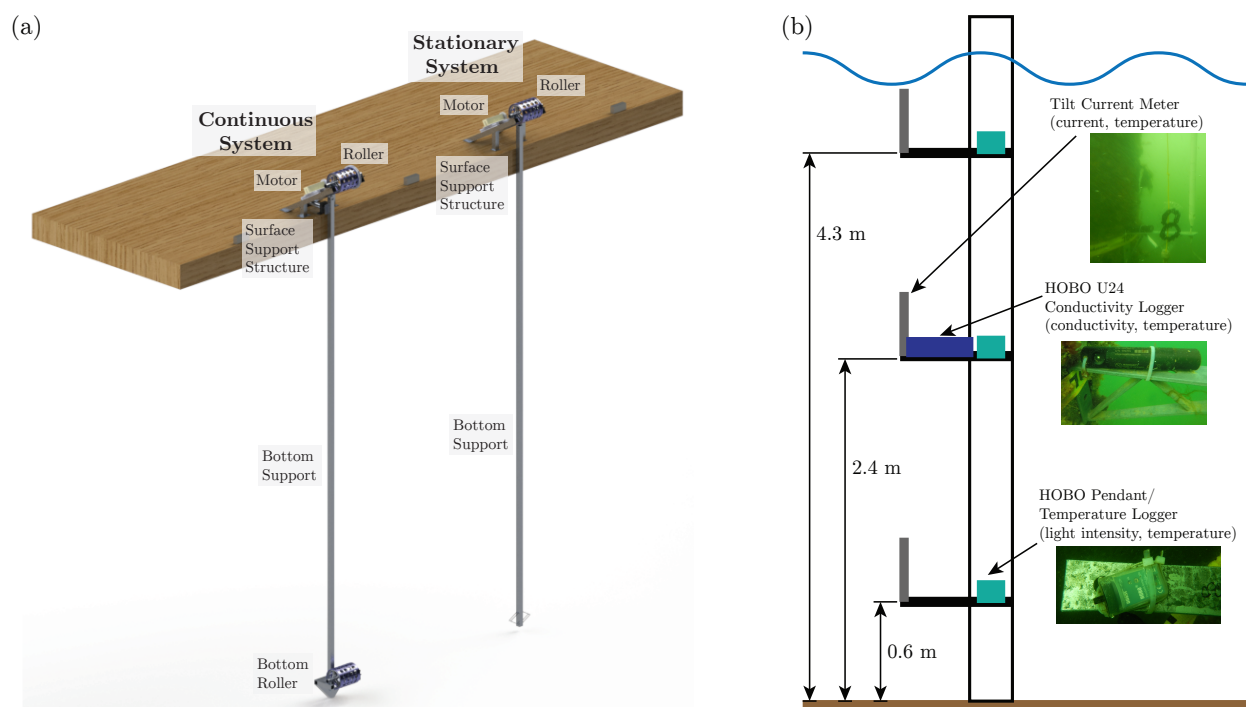 (a)
Stationary
System
Motor
Roller
Continuous
System
Roller
Motor
Surface
Support
Structure
Surface
Support
Structure
Bottom
Support
Bottom
Support
Bottom
Roller
(b)
Tilt Current Meter
(current, temperature)
4.3 m
8
HOBO U24
Conductivity Logger
(conductivity, temperature)
2.4 m
HOBO Pendant/
Temperature Logger
(light intensity, temperature)
0.6 m